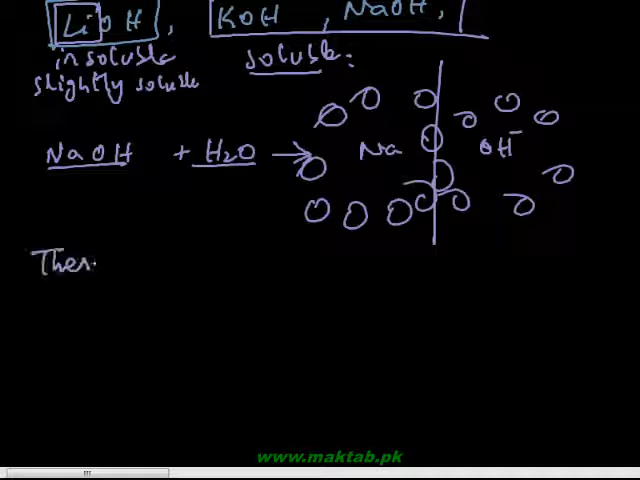 LiOH, KOH, NaOH,
insoluble soluble:
slightly soluble
NaOH + H2O → Na OH⁻
Ther
www.maktab.pk